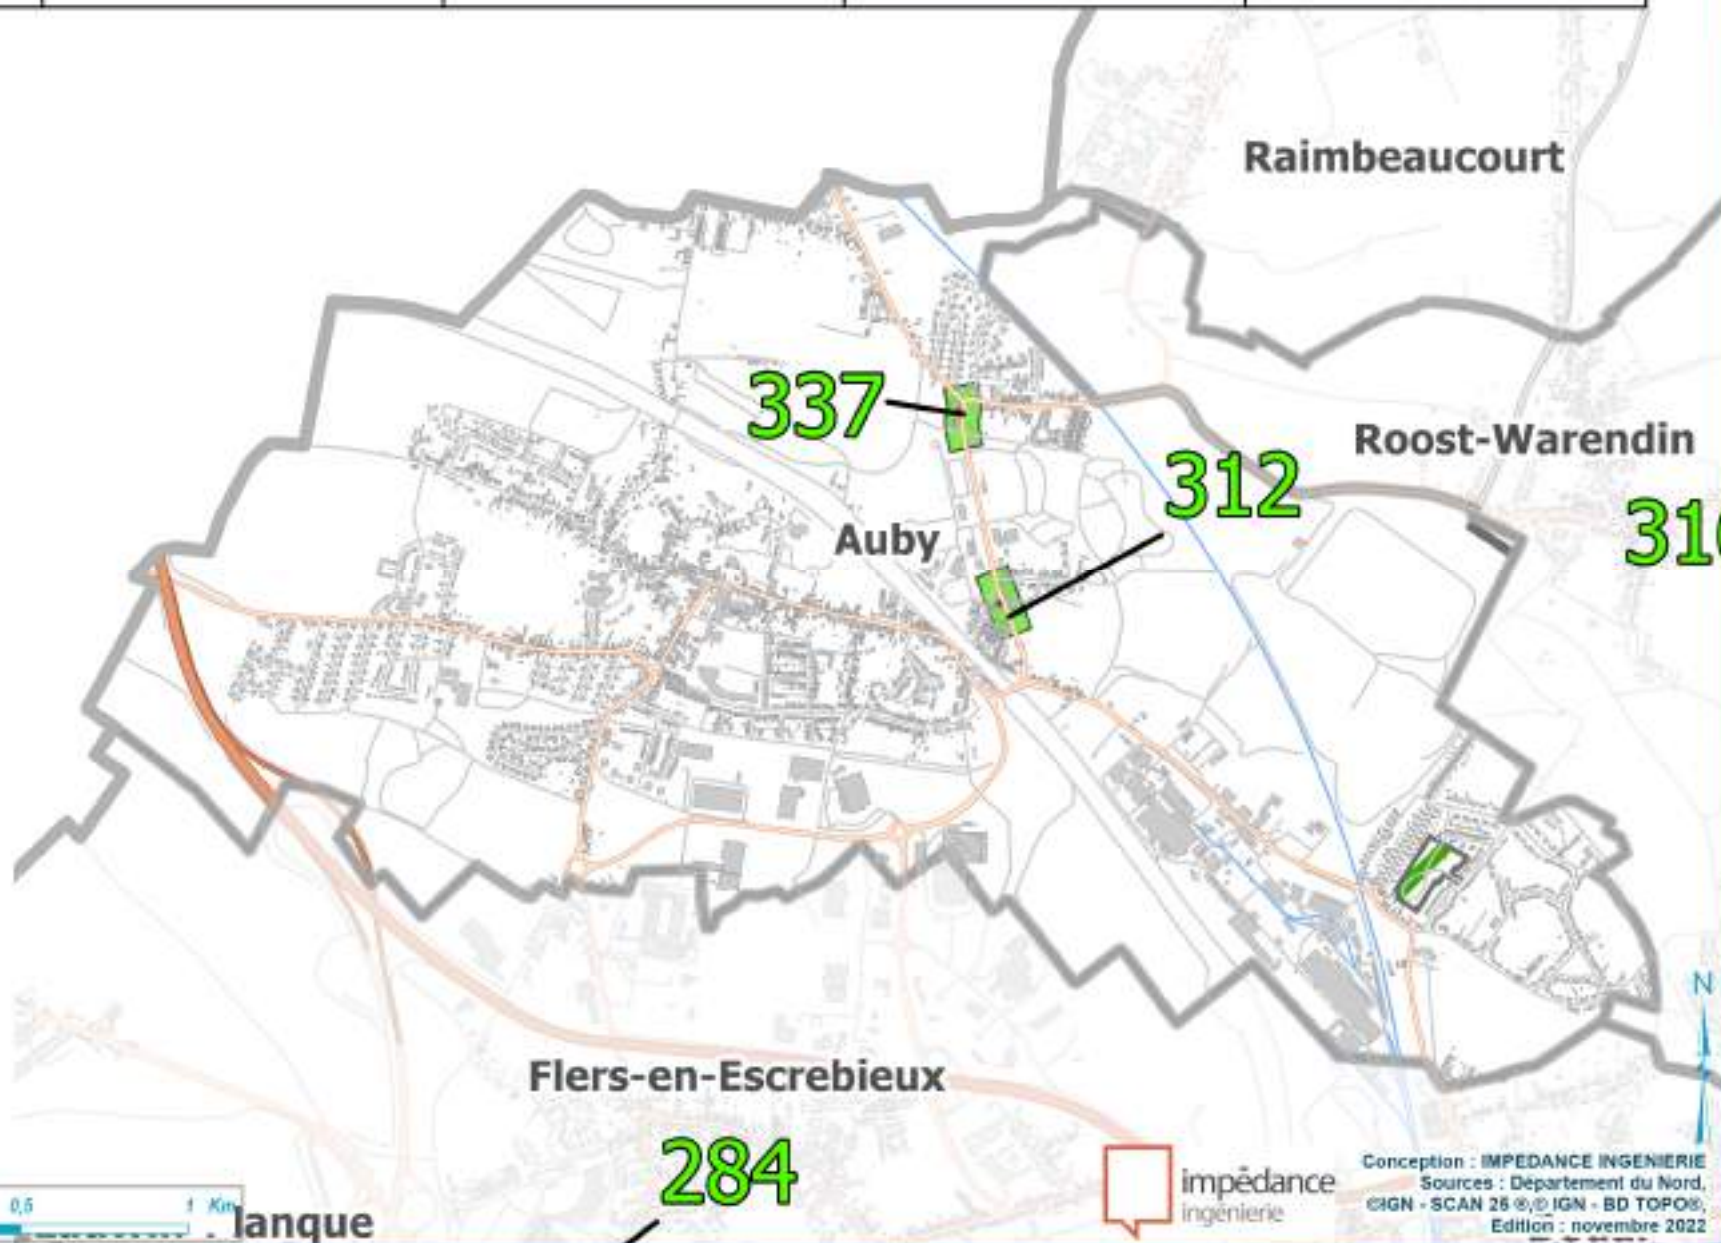 Raimbeaucourt
337
Roost-Warendin
312
310
Auby
N
Flers-en-Escrebieux
284
impédance
ingénierie
Conception : IMPEDANCE INGENIERIE
Sources : Département du Nord,
©IGN - SCAN 25 ®,© IGN - BD TOPO®,
Edition : novembre 2022
0,5 1 Km
lanque